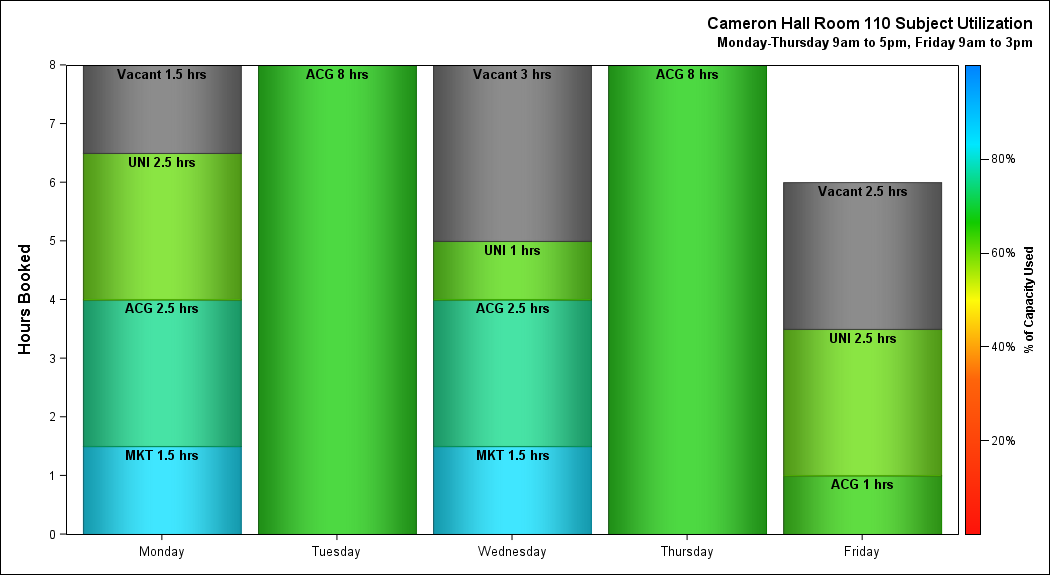 Cameron Hall Room 110 Subject Utilization
Monday-Thursday 9am to 5pm, Friday 9am to 3pm
Hours Booked
8
7
6
5
4
3
2
1
0
Vacant 1.5 hrs
UNI 2.5 hrs
ACG 2.5 hrs
MKT 1.5 hrs
ACG 8 hrs
Vacant 3 hrs
UNI 1 hrs
ACG 2.5 hrs
MKT 1.5 hrs
ACG 8 hrs
Vacant 2.5 hrs
UNI 2.5 hrs
ACG 1 hrs
Monday
Tuesday
Wednesday
Thursday
Friday
80%
60%
40%
20%
% of Capacity Used